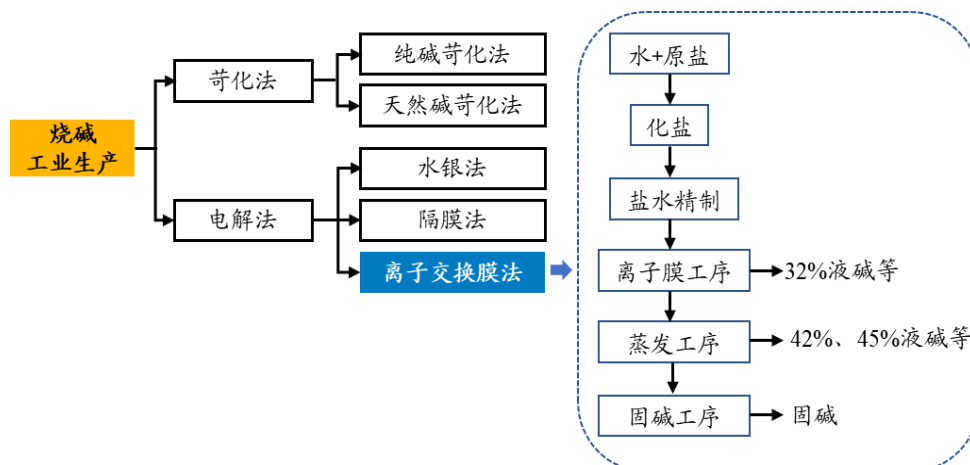 烧碱
工业生产
苛化法
纯碱苛化法
天然碱苛化法
电解法
水银法
隔膜法
离子交换膜法
水+原盐
化盐
盐水精制
离子膜工序
32%液碱等
蒸发工序
42%、45%液碱等
固碱工序
固碱